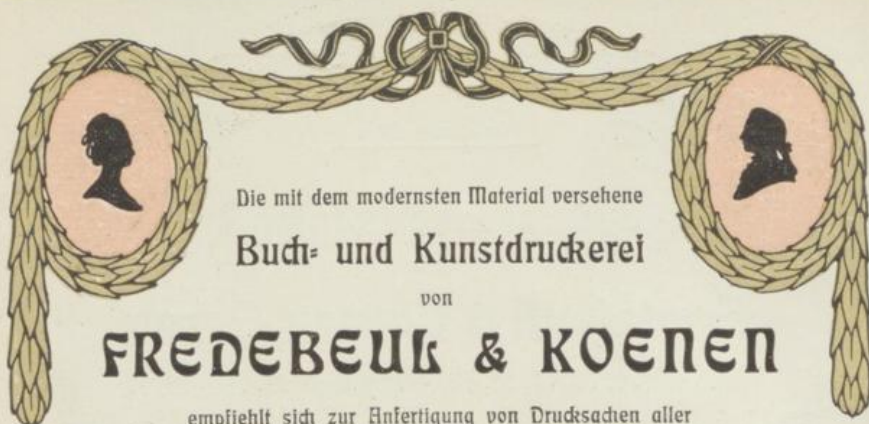 Die mit dem modernsten Material versehene
Buch- und Kunstdruckerei
von
FREDEBEUL & KOENEN
empfiehlt sich zur Anfertigung von Drucksachen aller